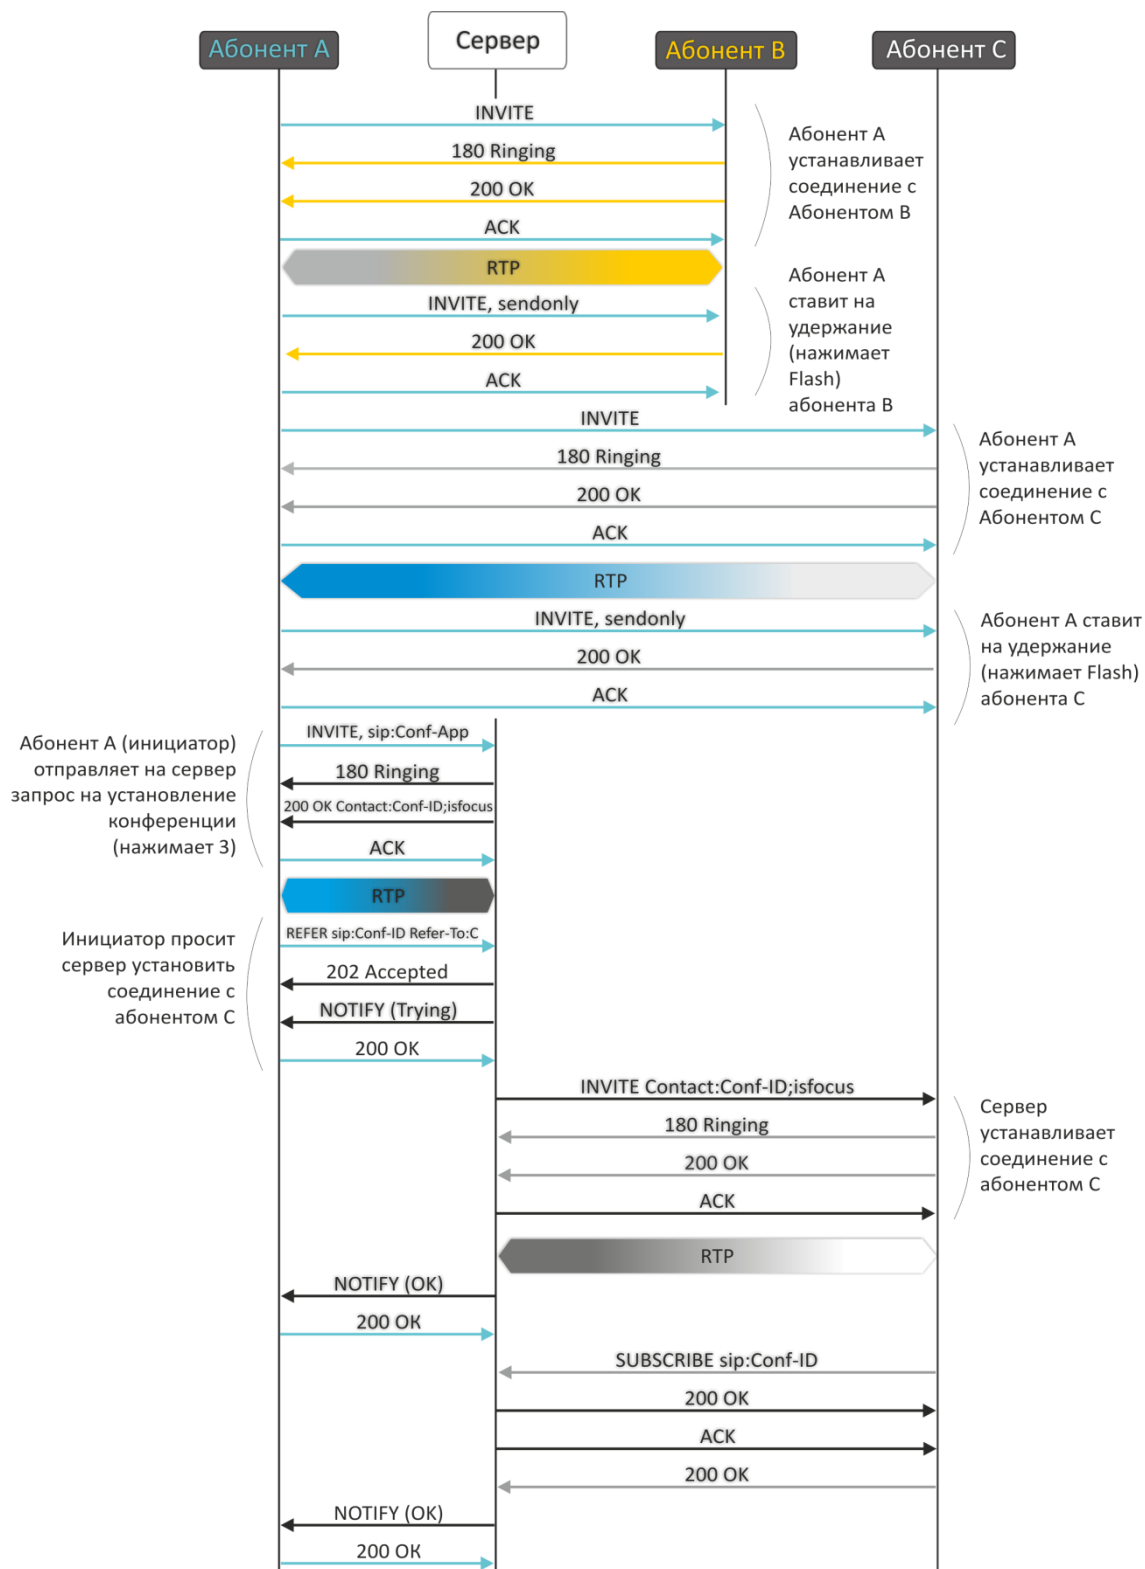 Абонент А
Сервер
Абонент В
Абонент С
INVITE
180 Ringing
200 OK
ACK
Абонент А
устанавливает
соединение с
Абонентом В
RTP
INVITE, sendonly
200 OK
ACK
Абонент А
ставит на
удержание
(нажимает
Flash)
абонента В
INVITE
180 Ringing
200 OK
ACK
Абонент А
устанавливает
соединение с
Абонентом С
RTP
INVITE, sendonly
200 OK
ACK
Абонент А ставит
на удержание
(нажимает Flash)
абонента С
Абонент А (инициатор)
отправляет на сервер
запрос на установление
конференции
(нажимает 3)
INVITE, sip:Conf-App
180 Ringing
200 OK Contact:Conf-ID;isfocus
ACK
RTP
Инициатор просит
сервер установить
соединение с
абонентом С
REFER sip:Conf-ID Refer-To:C
202 Accepted
NOTIFY (Trying)
200 OK
INVITE Contact:Conf-ID;isfocus
180 Ringing
200 OK
ACK
Сервер
устанавливает
соединение с
абонентом С
RTP
NOTIFY (OK)
200 OK
SUBSCRIBE sip:Conf-ID
200 OK
ACK
200 OK
NOTIFY (OK)
200 OK